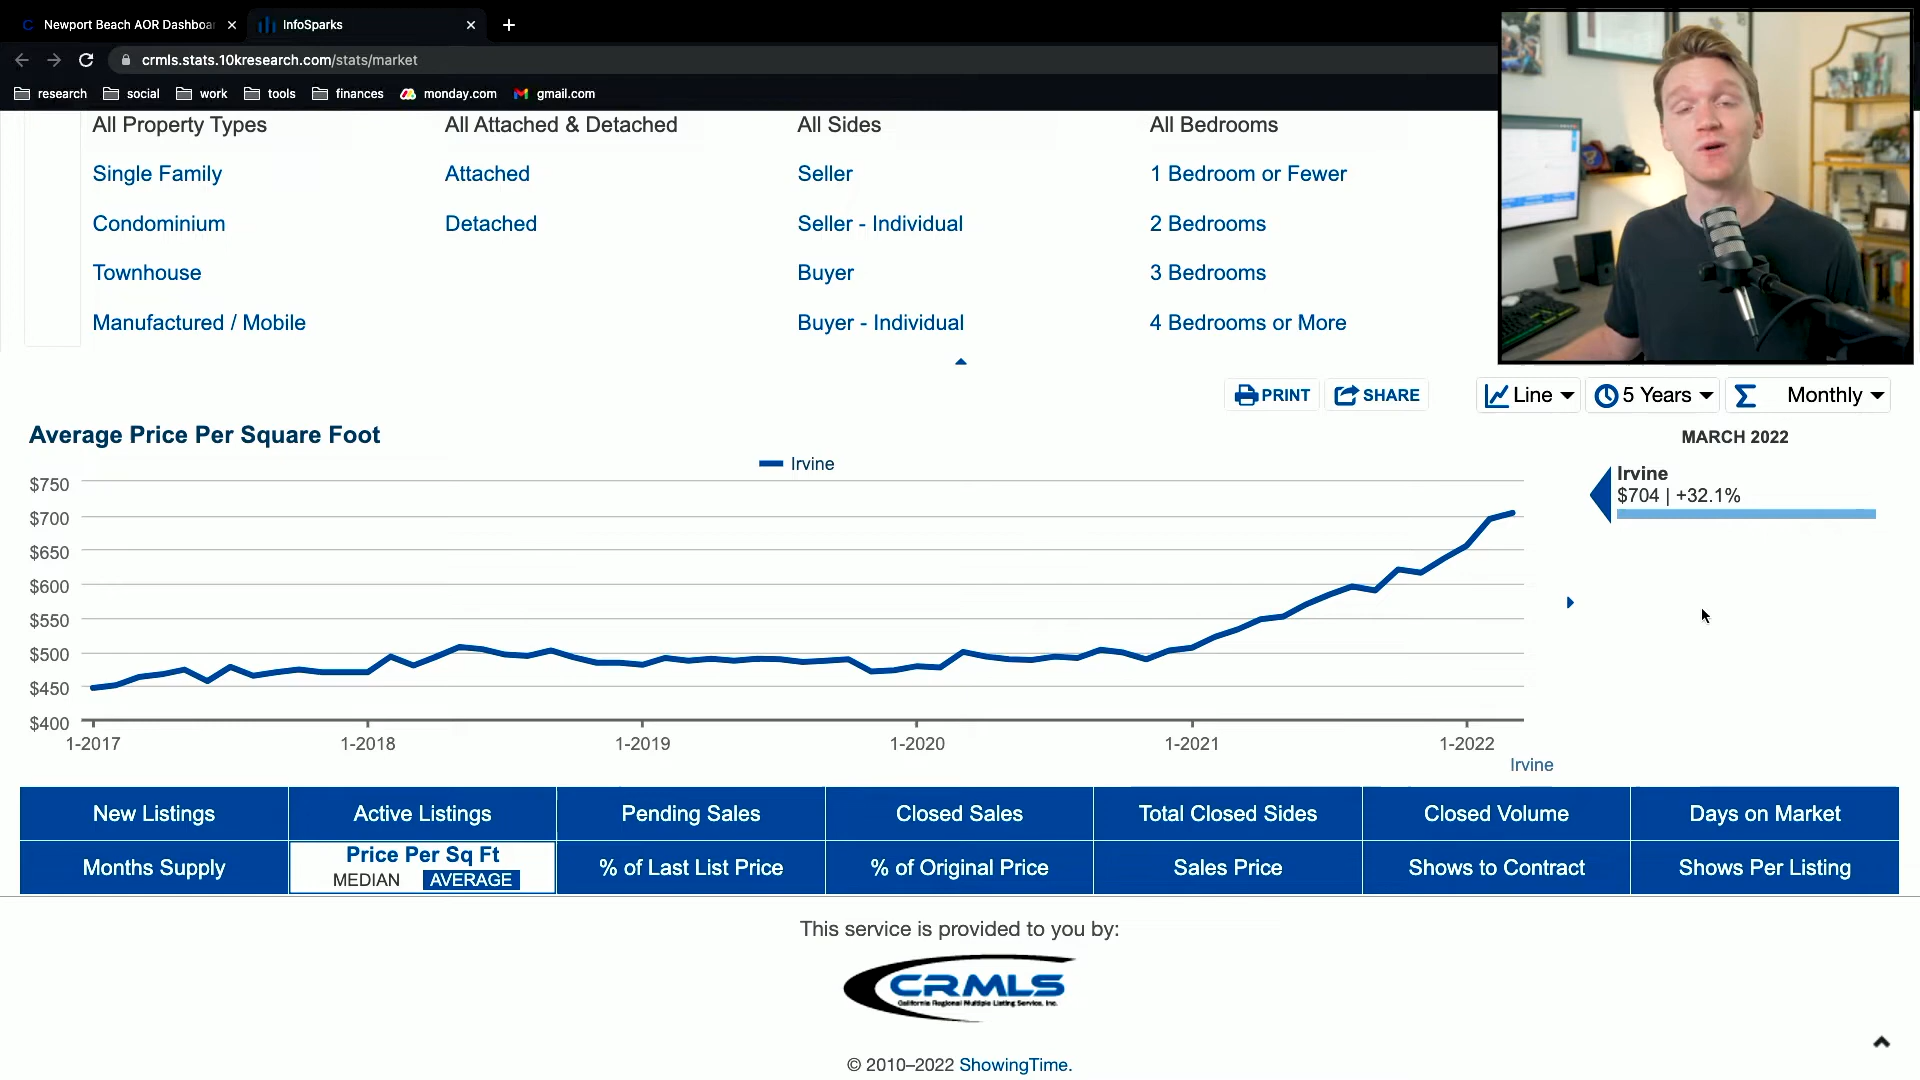 Newport Beach AOR Dashboar
InfoSparks
crmls.stats.10kresearch.com/stats/market
research social work tools finances monday.com gmail.com
All Property Types
Single Family
Condominium
Townhouse
Manufactured / Mobile
All Attached & Detached
Attached
Detached
All Sides
Seller
Seller - Individual
Buyer
Buyer - Individual
All Bedrooms
1 Bedroom or Fewer
2 Bedrooms
3 Bedrooms
4 Bedrooms or More
PRINT SHARE Line 5 Years Monthly
Average Price Per Square Foot
Irvine
MARCH 2022
Irvine
$704 | +32.1%
$750
$700
$650
$600
$550
$500
$450
$400
1-2017 1-2018 1-2019 1-2020 1-2021 1-2022
Irvine
New Listings Active Listings Pending Sales Closed Sales Total Closed Sides Closed Volume Days on Market
Months Supply Price Per Sq Ft % of Last List Price % of Original Price Sales Price Shows to Contract Shows Per Listing
MEDIAN AVERAGE
This service is provided to you by:
CRMLS
California Regional Multiple Listing Service, Inc.
© 2010–2022 ShowingTime.